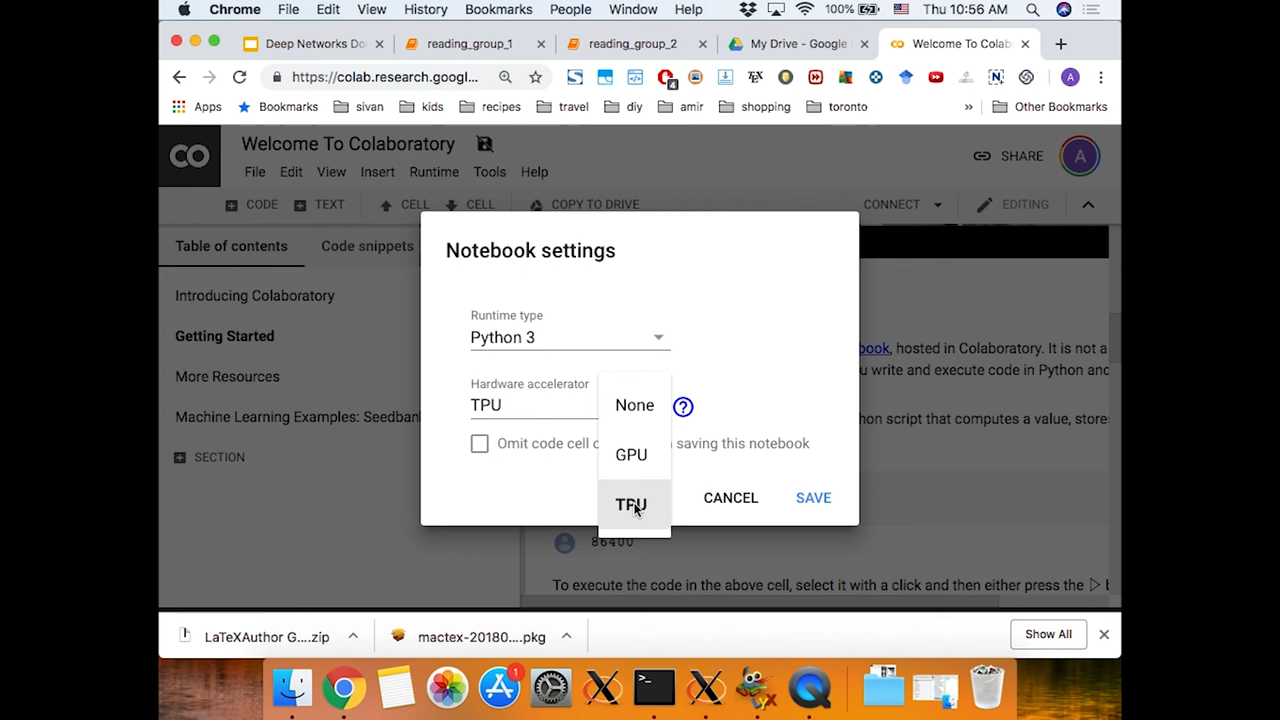 Chrome File Edit View History Bookmarks People Window Help 100% Thu 10:56 AM
Deep Networks Do reading_group_1 reading_group_2 My Drive - Google Welcome To Colab
https://colab.research.googl... 4 TEX A
Apps Bookmarks sivan kids recipes travel diy amir shopping toronto » Other Bookmarks
CO Welcome To Colaboratory SHARE A
File Edit View Insert Runtime Tools Help
CODE TEXT CELL CELL COPY TO DRIVE CONNECT EDITING
Table of contents Code snippets
Notebook settings
Introducing Colaboratory
Runtime type
Getting Started
Python 3
book, hosted in Colaboratory. It is not a
u write and execute code in Python and
More Resources
Hardware accelerator
TPU None ?
Machine Learning Examples: Seedban
hon script that computes a value, store
Omit code cell o saving this notebook
SECTION GPU
TPU CANCEL SAVE
86400
To execute the code in the above cell, select it with a click and then either press the
LaTeXAuthor G....zip mactex-20180....pkg Show All
1